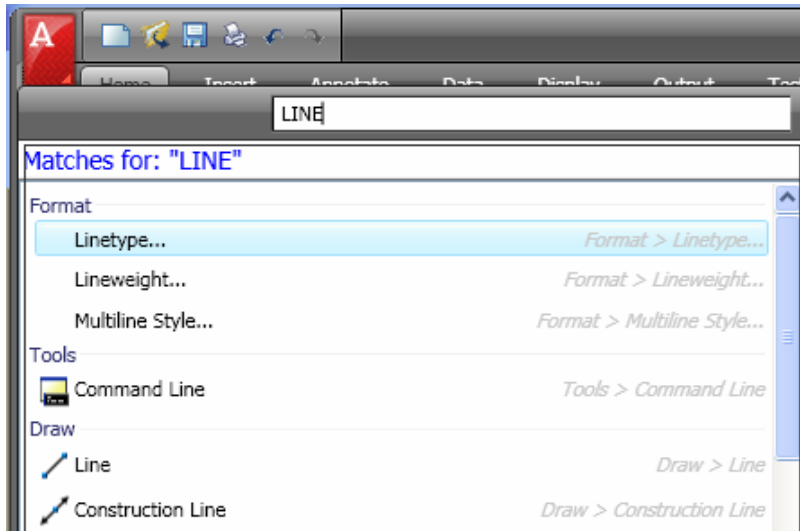 A
Home Insert Annotate Data Display Output
LINE
Matches for: "LINE"
Format
Linetype... Format > Linetype...
Lineweight... Format > Lineweight...
Multiline Style... Format > Multiline Style...
Tools
Command Line Tools > Command Line
Draw
Line Draw > Line
Construction Line Draw > Construction Line